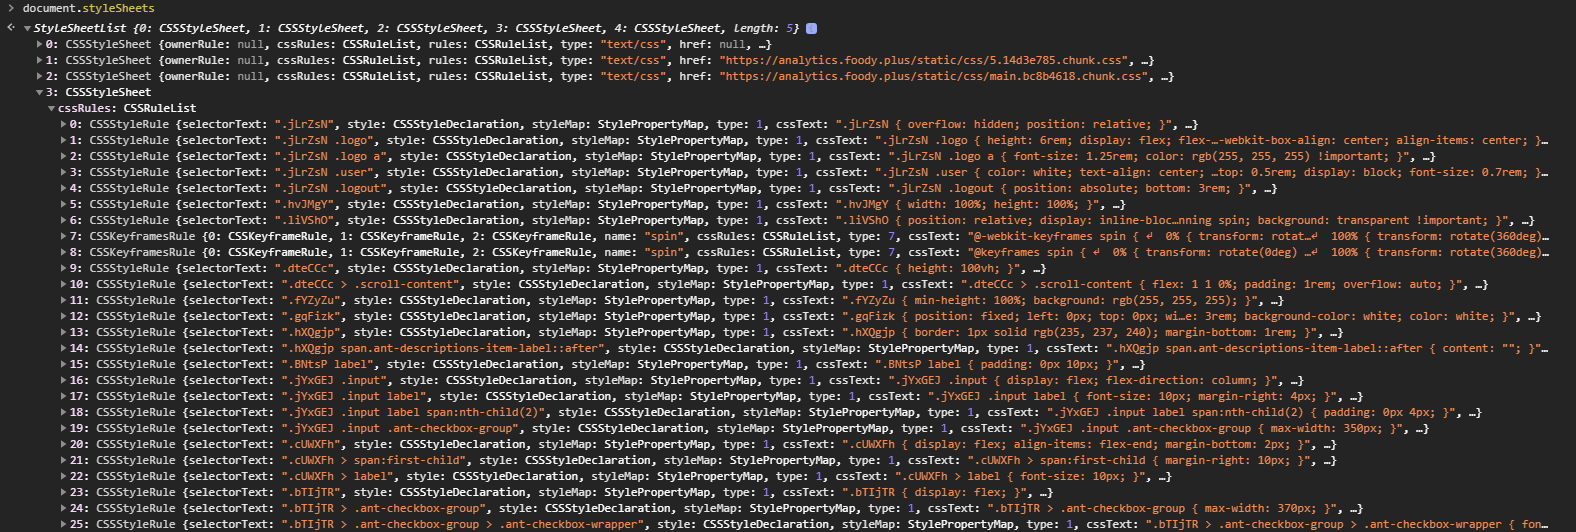 > document.styleSheets
<· ▼StyleSheetList {0: CSSStyleSheet, 1: CSSStyleSheet, 2: CSSStyleSheet, 3: CSSStyleSheet, 4: CSSStyleSheet, length: 5}
▶0: CSSStyleSheet {ownerRule: null, cssRules: CSSRuleList, rules: CSSRuleList, type: "text/css", href: null, …}
▶1: CSSStyleSheet {ownerRule: null, cssRules: CSSRuleList, rules: CSSRuleList, type: "text/css", href: "https://analytics.foody.plus/static/css/5.14d3e785.chunk.css", …}
▶2: CSSStyleSheet {ownerRule: null, cssRules: CSSRuleList, rules: CSSRuleList, type: "text/css", href: "https://analytics.foody.plus/static/css/main.bc8b4618.chunk.css", …}
▼3: CSSStyleSheet
▼cssRules: CSSRuleList
▶0: CSSStyleRule {selectorText: ".jLrZsN", style: CSSStyleDeclaration, styleMap: StylePropertyMap, type: 1, cssText: ".jLrZsN { overflow: hidden; position: relative; }", …}
▶1: CSSStyleRule {selectorText: ".jLrZsN .logo", style: CSSStyleDeclaration, styleMap: StylePropertyMap, type: 1, cssText: ".jLrZsN .logo { height: 6rem; display: flex; flex-…-webkit-box-align: center; align-items: center; }…
▶2: CSSStyleRule {selectorText: ".jLrZsN .logo a", style: CSSStyleDeclaration, styleMap: StylePropertyMap, type: 1, cssText: ".jLrZsN .logo a { font-size: 1.25rem; color: rgb(255, 255, 255) !important; }", …}
▶3: CSSStyleRule {selectorText: ".jLrZsN .user", style: CSSStyleDeclaration, styleMap: StylePropertyMap, type: 1, cssText: ".jLrZsN .user { color: white; text-align: center; …top: 0.5rem; display: block; font-size: 0.7rem; }…
▶4: CSSStyleRule {selectorText: ".jLrZsN .logout", style: CSSStyleDeclaration, styleMap: StylePropertyMap, type: 1, cssText: ".jLrZsN .logout { position: absolute; bottom: 3rem; }", …}
▶5: CSSStyleRule {selectorText: ".hvJMgY", style: CSSStyleDeclaration, styleMap: StylePropertyMap, type: 1, cssText: ".hvJMgY { width: 100%; height: 100%; }", …}
▶6: CSSStyleRule {selectorText: ".liVShO", style: CSSStyleDeclaration, styleMap: StylePropertyMap, type: 1, cssText: ".liVShO { position: relative; display: inline-bloc…nning spin; background: transparent !important; }", …}
▶7: CSSKeyframesRule {0: CSSKeyframeRule, 1: CSSKeyframeRule, 2: CSSKeyframeRule, name: "spin", cssRules: CSSRuleList, type: 7, cssText: "@-webkit-keyframes spin { ↵  0% { transform: rotat…↵  100% { transform: rotate(360deg)…
▶8: CSSKeyframesRule {0: CSSKeyframeRule, 1: CSSKeyframeRule, 2: CSSKeyframeRule, name: "spin", cssRules: CSSRuleList, type: 7, cssText: "@keyframes spin { ↵  0% { transform: rotate(0deg) …↵  100% { transform: rotate(360deg)…
▶9: CSSStyleRule {selectorText: ".dteCCc", style: CSSStyleDeclaration, styleMap: StylePropertyMap, type: 1, cssText: ".dteCCc { height: 100vh; }", …}
▶10: CSSStyleRule {selectorText: ".dteCCc > .scroll-content", style: CSSStyleDeclaration, styleMap: StylePropertyMap, type: 1, cssText: ".dteCCc > .scroll-content { flex: 1 1 0%; padding: 1rem; overflow: auto; }", …}
▶11: CSSStyleRule {selectorText: ".fYZyZu", style: CSSStyleDeclaration, styleMap: StylePropertyMap, type: 1, cssText: ".fYZyZu { min-height: 100%; background: rgb(255, 255, 255); }", …}
▶12: CSSStyleRule {selectorText: ".gqFizk", style: CSSStyleDeclaration, styleMap: StylePropertyMap, type: 1, cssText: ".gqFizk { position: fixed; left: 0px; top: 0px; wi…e: 3rem; background-color: white; color: white; }", …}
▶13: CSSStyleRule {selectorText: ".hXQgjp", style: CSSStyleDeclaration, styleMap: StylePropertyMap, type: 1, cssText: ".hXQgjp { border: 1px solid rgb(235, 237, 240); margin-bottom: 1rem; }", …}
▶14: CSSStyleRule {selectorText: ".hXQgjp span.ant-descriptions-item-label::after", style: CSSStyleDeclaration, styleMap: StylePropertyMap, type: 1, cssText: ".hXQgjp span.ant-descriptions-item-label::after { content: ""; }"…
▶15: CSSStyleRule {selectorText: ".BNtsP label", style: CSSStyleDeclaration, styleMap: StylePropertyMap, type: 1, cssText: ".BNtsP label { padding: 0px 10px; }", …}
▶16: CSSStyleRule {selectorText: ".jYxGEJ .input", style: CSSStyleDeclaration, styleMap: StylePropertyMap, type: 1, cssText: ".jYxGEJ .input { display: flex; flex-direction: column; }", …}
▶17: CSSStyleRule {selectorText: ".jYxGEJ .input label", style: CSSStyleDeclaration, styleMap: StylePropertyMap, type: 1, cssText: ".jYxGEJ .input label { font-size: 10px; margin-right: 4px; }", …}
▶18: CSSStyleRule {selectorText: ".jYxGEJ .input label span:nth-child(2)", style: CSSStyleDeclaration, styleMap: StylePropertyMap, type: 1, cssText: ".jYxGEJ .input label span:nth-child(2) { padding: 0px 4px; }", …}
▶19: CSSStyleRule {selectorText: ".jYxGEJ .input .ant-checkbox-group", style: CSSStyleDeclaration, styleMap: StylePropertyMap, type: 1, cssText: ".jYxGEJ .input .ant-checkbox-group { max-width: 350px; }", …}
▶20: CSSStyleRule {selectorText: ".cUWXFh", style: CSSStyleDeclaration, styleMap: StylePropertyMap, type: 1, cssText: ".cUWXFh { display: flex; align-items: flex-end; margin-bottom: 2px; }", …}
▶21: CSSStyleRule {selectorText: ".cUWXFh > span:first-child", style: CSSStyleDeclaration, styleMap: StylePropertyMap, type: 1, cssText: ".cUWXFh > span:first-child { margin-right: 10px; }", …}
▶22: CSSStyleRule {selectorText: ".cUWXFh > label", style: CSSStyleDeclaration, styleMap: StylePropertyMap, type: 1, cssText: ".cUWXFh > label { font-size: 10px; }", …}
▶23: CSSStyleRule {selectorText: ".bTIjTR", style: CSSStyleDeclaration, styleMap: StylePropertyMap, type: 1, cssText: ".bTIjTR { display: flex; }", …}
▶24: CSSStyleRule {selectorText: ".bTIjTR > .ant-checkbox-group", style: CSSStyleDeclaration, styleMap: StylePropertyMap, type: 1, cssText: ".bTIjTR > .ant-checkbox-group { max-width: 370px; }", …}
▶25: CSSStyleRule {selectorText: ".bTIjTR > .ant-checkbox-group > .ant-checkbox-wrapper", style: CSSStyleDeclaration, styleMap: StylePropertyMap, type: 1, cssText: ".bTIjTR > .ant-checkbox-group > .ant-checkbox-wrapper { fon…